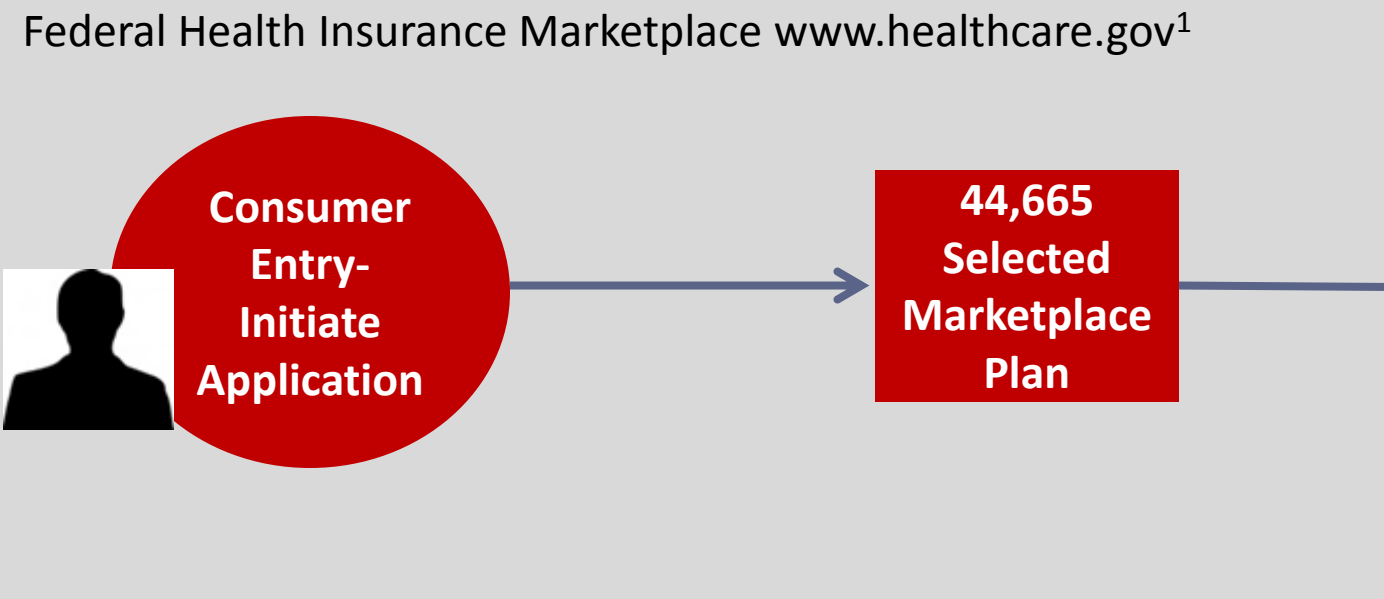 Federal Health Insurance Marketplace www.healthcare.gov¹
Consumer
Entry-
Initiate
Application
44,665
Selected
Marketplace
Plan